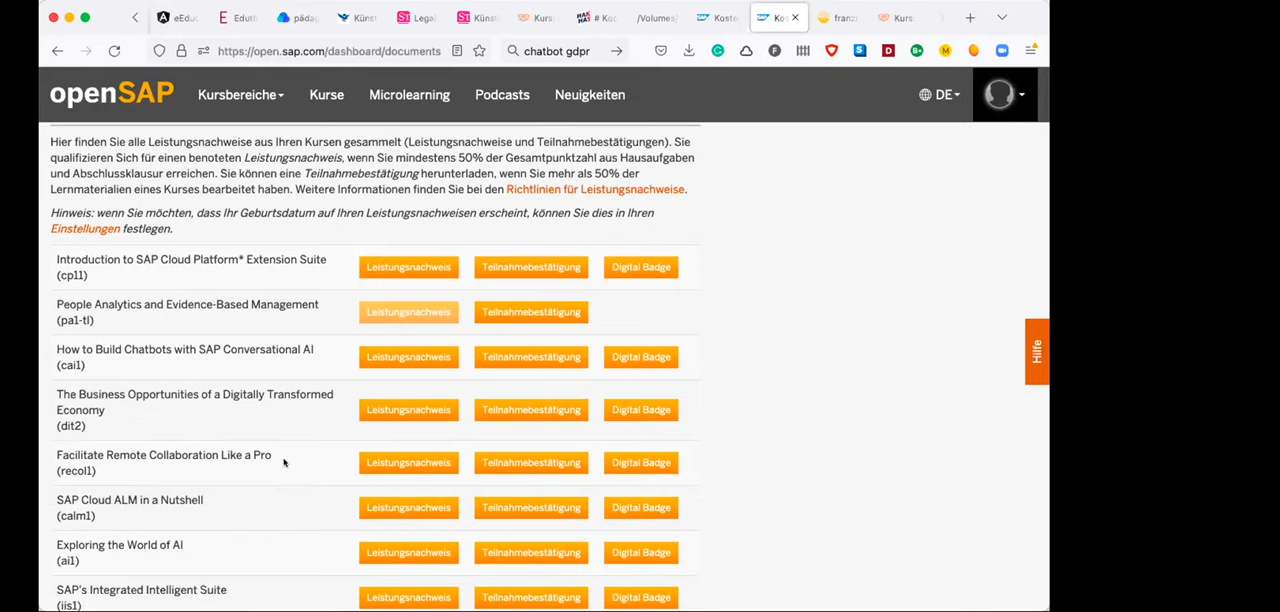 eEduc
Eduth
pädag
Künst
Legal
Künst
Kurs:
# Koo
/Volumes/
Koste
Kos
franz
Kurs:
https://open.sap.com/dashboard/documents
chatbot gdpr
openSAP
Kursbereiche
Kurse
Microlearning
Podcasts
Neuigkeiten
DE
Hier finden Sie alle Leistungsnachweise aus Ihren Kursen gesammelt (Leistungsnachweise und Teilnahmebestätigungen). Sie
qualifizieren Sich für einen benoteten Leistungsnachweis, wenn Sie mindestens 50% der Gesamtpunktzahl aus Hausaufgaben
und Abschlussklausur erreichen. Sie können eine Teilnahmebestätigung herunterladen, wenn Sie mehr als 50% der
Lernmaterialien eines Kurses bearbeitet haben. Weitere Informationen finden Sie bei den Richtlinien für Leistungsnachweise.
Hinweis: wenn Sie möchten, dass Ihr Geburtsdatum auf Ihren Leistungsnachweisen erscheint, können Sie dies in Ihren
Einstellungen festlegen.
Introduction to SAP Cloud Platform* Extension Suite
(cp11)
Leistungsnachweis
Teilnahmebestätigung
Digital Badge
People Analytics and Evidence-Based Management
(pa1-tl)
Leistungsnachweis
Teilnahmebestätigung
How to Build Chatbots with SAP Conversational AI
(cai1)
Leistungsnachweis
Teilnahmebestätigung
Digital Badge
The Business Opportunities of a Digitally Transformed
Economy
(dit2)
Leistungsnachweis
Teilnahmebestätigung
Digital Badge
Facilitate Remote Collaboration Like a Pro
(recol1)
Leistungsnachweis
Teilnahmebestätigung
Digital Badge
SAP Cloud ALM in a Nutshell
(calm1)
Leistungsnachweis
Teilnahmebestätigung
Digital Badge
Exploring the World of AI
(ai1)
Leistungsnachweis
Teilnahmebestätigung
Digital Badge
SAP's Integrated Intelligent Suite
(iis1)
Leistungsnachweis
Teilnahmebestätigung
Digital Badge
Hilfe